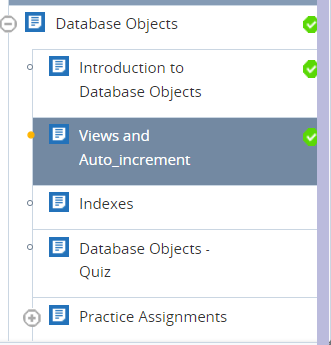 Database Objects
Introduction to
Database Objects
Views and
Auto_increment
Indexes
Database Objects -
Quiz
Practice Assignments